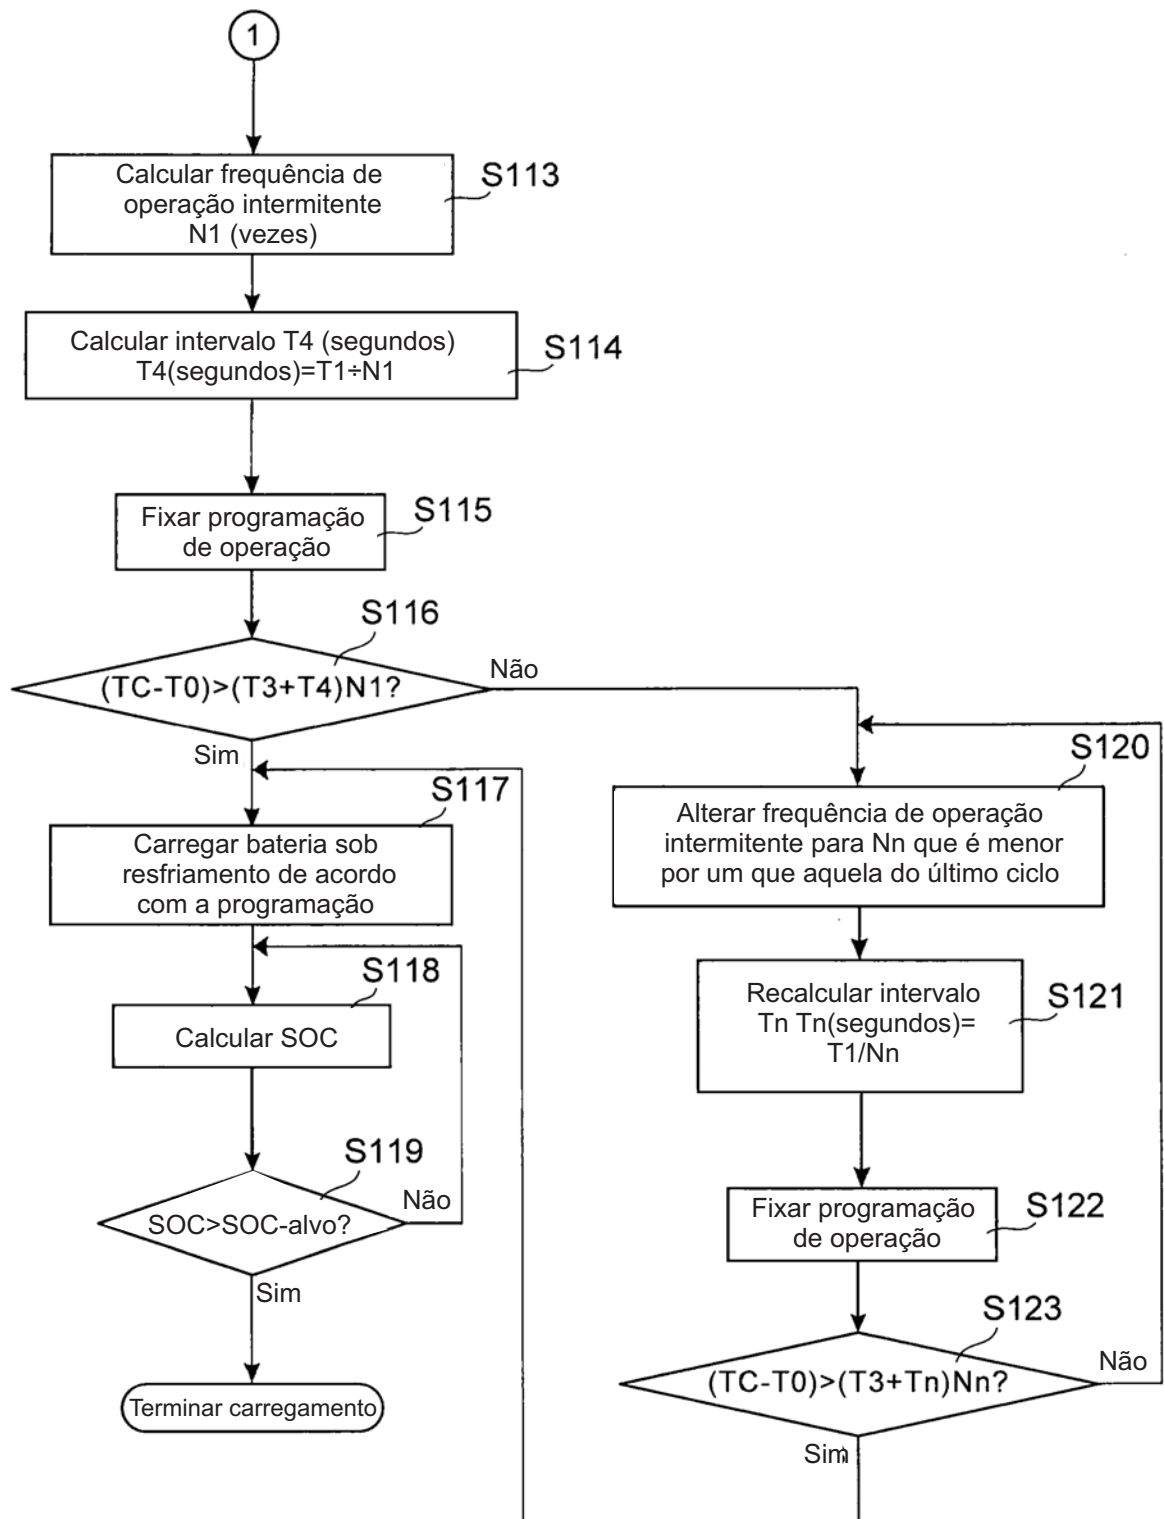 1
Calcular frequência de
operação intermitente
N1 (vezes)
S113
Calcular intervalo T4 (segundos)
T4(segundos)=T1÷N1
S114
Fixar programação
de operação
S115
S116
(TC-T0)>(T3+T4)N1?
Não
Sim
S117
Carregar bateria sob
resfriamento de acordo
com a programação
S118
Calcular SOC
S119
SOC>SOC-alvo?
Não
Sim
Terminar carregamento
S120
Alterar frequência de operação
intermitente para Nn que é menor
por um que aquela do último ciclo
Recalcular intervalo
Tn Tn(segundos)=
T1/Nn
S121
Fixar programação
de operação
S122
S123
(TC-T0)>(T3+Tn)Nn?
Não
Sim